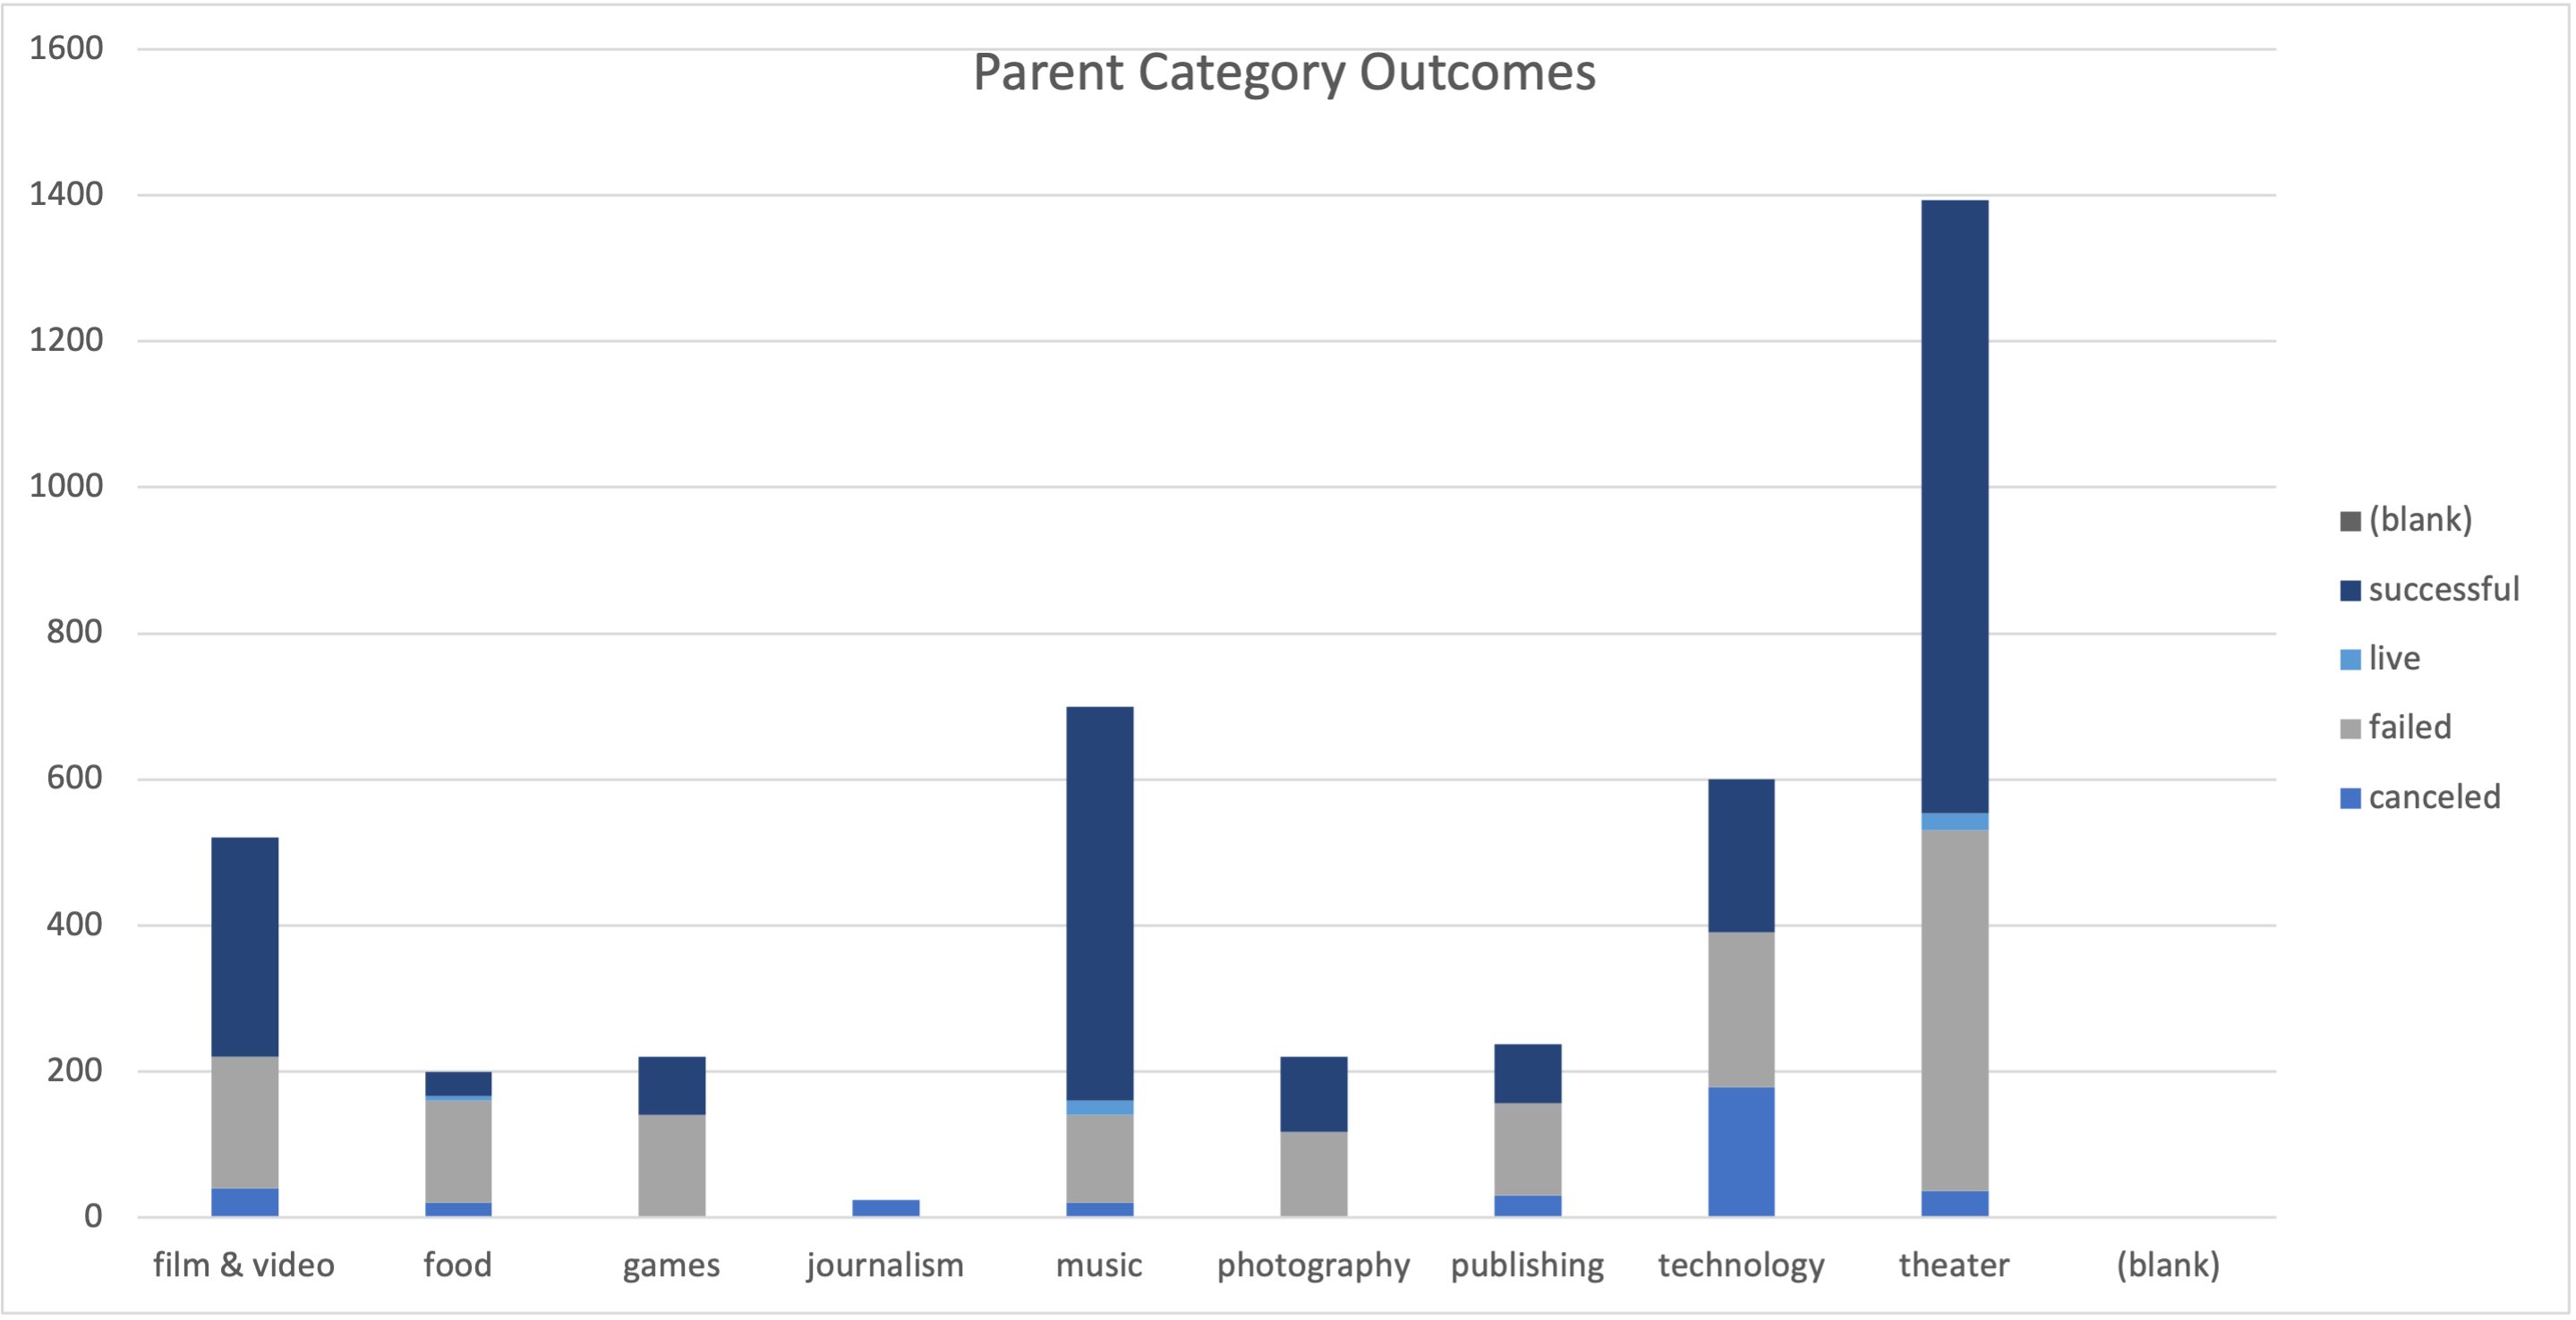 Parent Category Outcomes
1600
1400
1200
1000
800
600
400
200
0
film & video food games journalism music photography publishing technology theater (blank)
(blank)
successful
live
failed
canceled